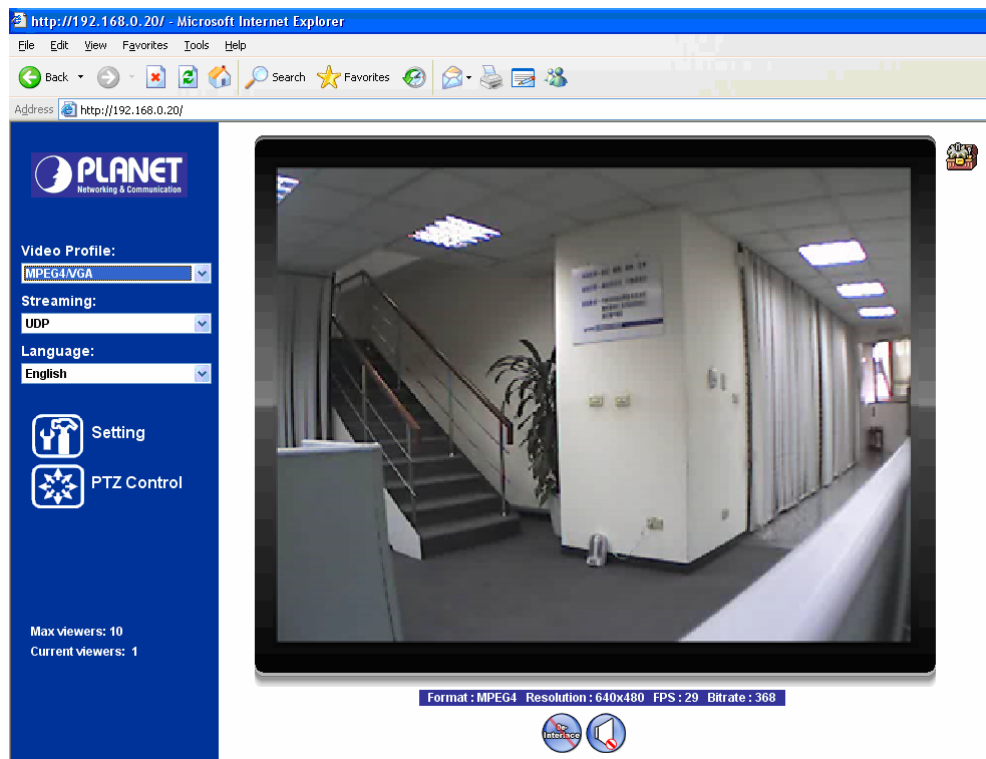 http://192.168.0.20/ - Microsoft Internet Explorer
File Edit View Favorites Tools Help
Back Search Favorites
Address http://192.168.0.20/
PLANET
Networking & Communication
Video Profile:
MPEG4/VGA
Streaming:
UDP
Language:
English
Setting
PTZ Control
Max viewers: 10
Current viewers: 1
Format : MPEG4 Resolution : 640x480 FPS : 29 Bitrate : 368
De-
Interlace